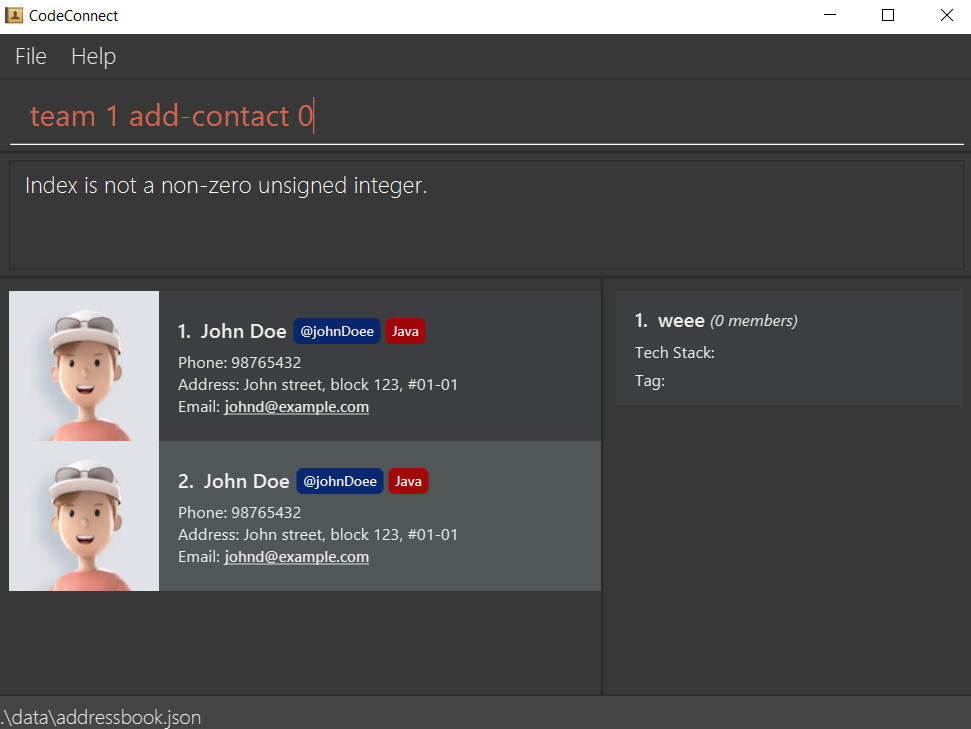 CodeConnect
File Help
team 1 add-contact 0
Index is not a non-zero unsigned integer.
1. John Doe @johnDoee Java
Phone: 98765432
Address: John street, block 123, #01-01
Email: johnd@example.com
2. John Doe @johnDoee Java
Phone: 98765432
Address: John street, block 123, #01-01
Email: johnd@example.com
1. weee (0 members)
Tech Stack:
Tag:
.\data\addressbook.json